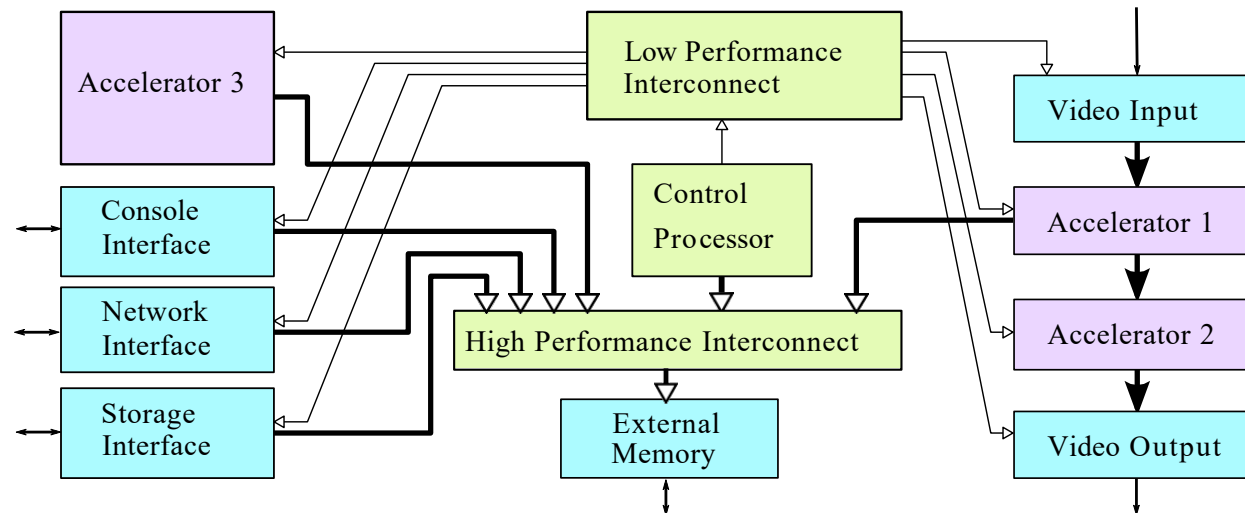 Accelerator 3
Low Performance
Interconnect
Video Input
Console
Interface
Control
Processor
Accelerator 1
Network
Interface
High Performance Interconnect
Accelerator 2
Storage
Interface
External
Memory
Video Output